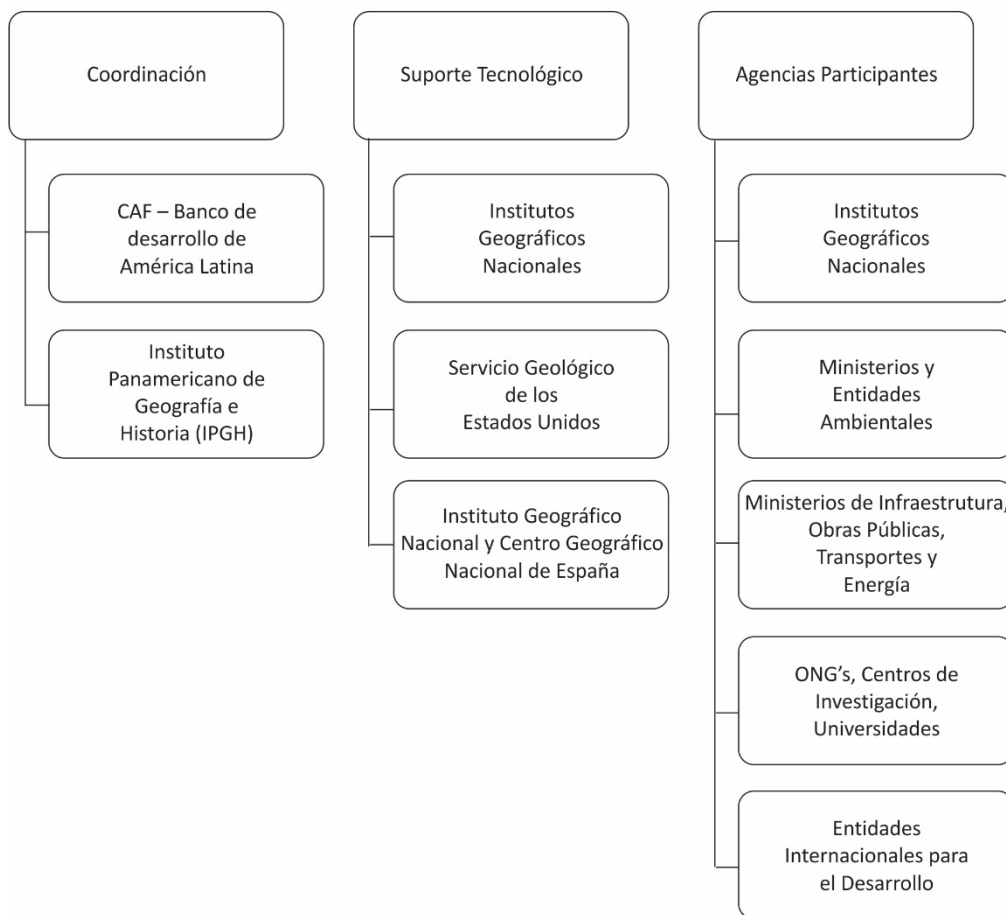 Coordinación
CAF – Banco de
desarrollo de
América Latina
Instituto
Panamericano de
Geografía e
Historia (IPGH)
Suporte Tecnológico
Institutos
Geográficos
Nacionales
Servicio Geológico
de los
Estados Unidos
Instituto Geográfico
Nacional y Centro Geográfico
Nacional de España
Agencias Participantes
Institutos
Geográficos
Nacionales
Ministerios y
Entidades
Ambientales
Ministerios de Infraestrutura,
Obras Públicas,
Transportes y
Energía
ONG’s, Centros de
Investigación,
Universidades
Entidades
Internacionales para
el Desarrollo